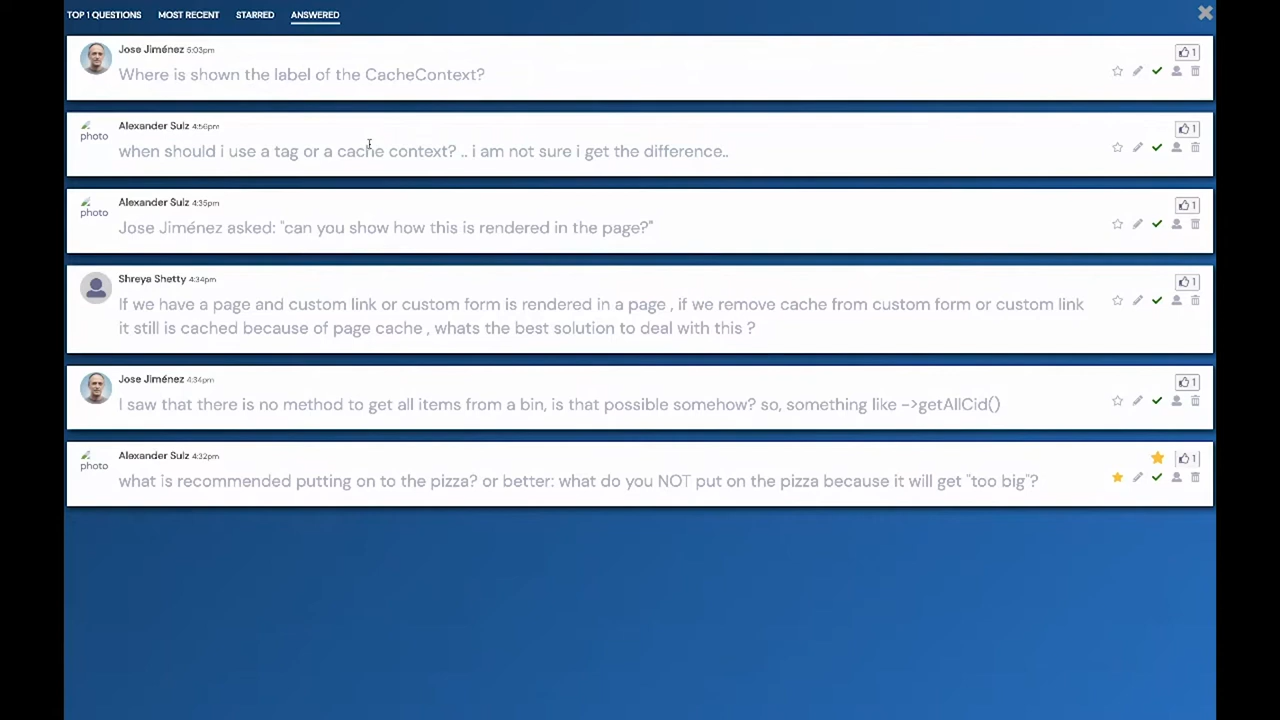 TOP 1 QUESTIONS MOST RECENT STARRED ANSWERED
Jose Jiménez 5:03pm
1
Where is shown the label of the CacheContext?
Alexander Sulz 4:56pm
1
photo
when should i use a tag or a cache context? .. i am not sure i get the difference..
Alexander Sulz 4:35pm
1
photo
Jose Jiménez asked: "can you show how this is rendered in the page?"
Shreya Shetty 4:34pm
1
If we have a page and custom link or custom form is rendered in a page , if we remove cache from custom form or custom link
it still is cached because of page cache , whats the best solution to deal with this ?
Jose Jiménez 4:34pm
1
I saw that there is no method to get all items from a bin, is that possible somehow? so, something like ->getAllCid()
Alexander Sulz 4:32pm
1
photo
what is recommended putting on to the pizza? or better: what do you NOT put on the pizza because it will get "too big"?